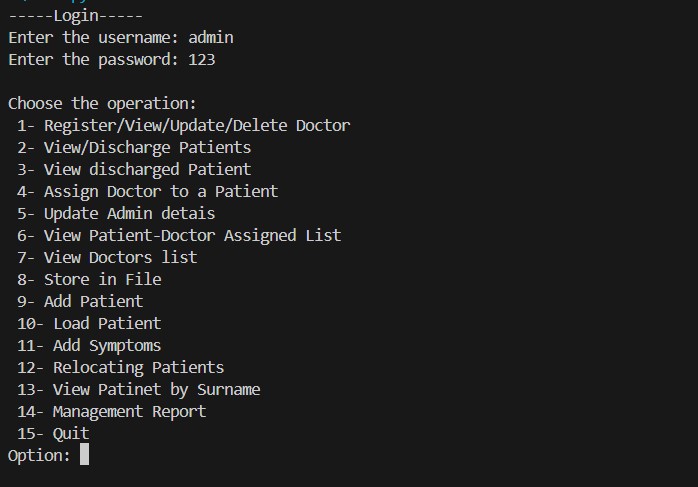 -----Login-----
Enter the username: admin
Enter the password: 123
Choose the operation:
1- Register/View/Update/Delete Doctor
2- View/Discharge Patients
3- View discharged Patient
4- Assign Doctor to a Patient
5- Update Admin detais
6- View Patient-Doctor Assigned List
7- View Doctors list
8- Store in File
9- Add Patient
10- Load Patient
11- Add Symptoms
12- Relocating Patients
13- View Patinet by Surname
14- Management Report
15- Quit
Option: